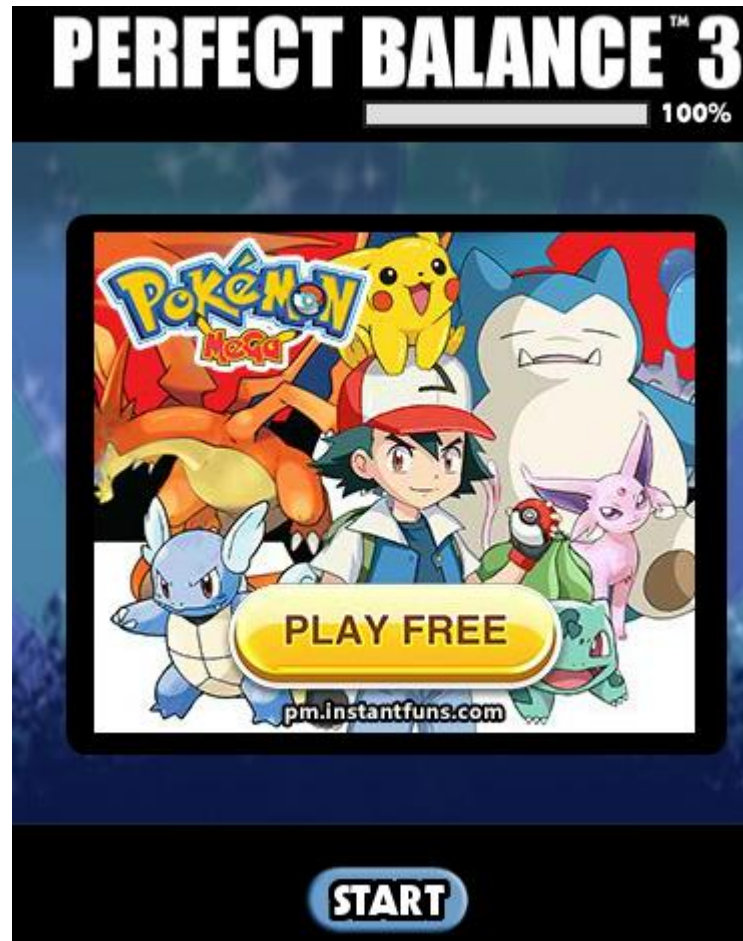 PERFECT BALANCE™ 3
100%
POKéMON
MeGa
PLAY FREE
pm.instantfuns.com
START